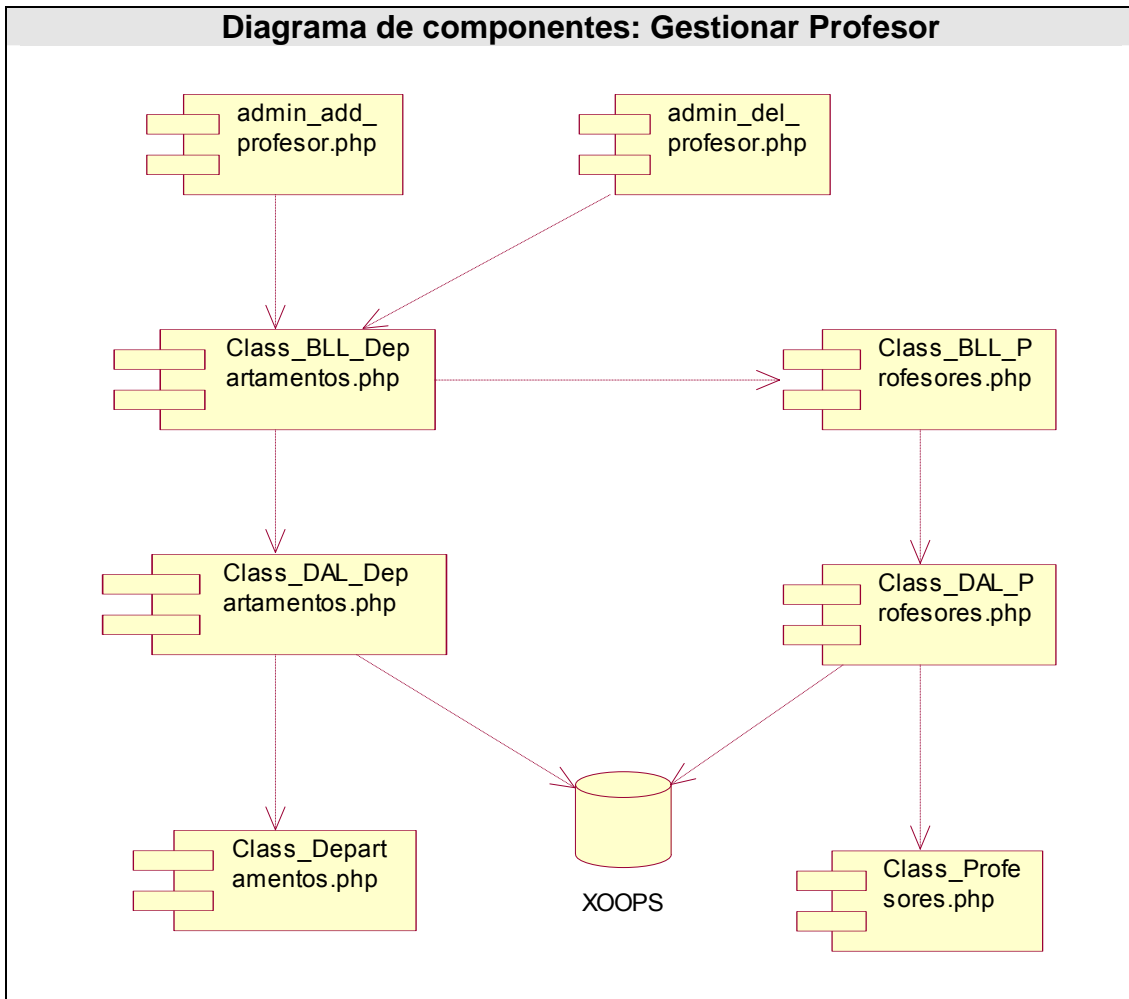 Diagrama de componentes: Gestionar Profesor
admin_add_
profesor.php
admin_del_
profesor.php
Class_BLL_Dep
artamentos.php
Class_BLL_P
rofesores.php
Class_DAL_Dep
artamentos.php
Class_DAL_P
rofesores.php
Class_Depart
amentos.php
XOOPS
Class_Profe
sores.php